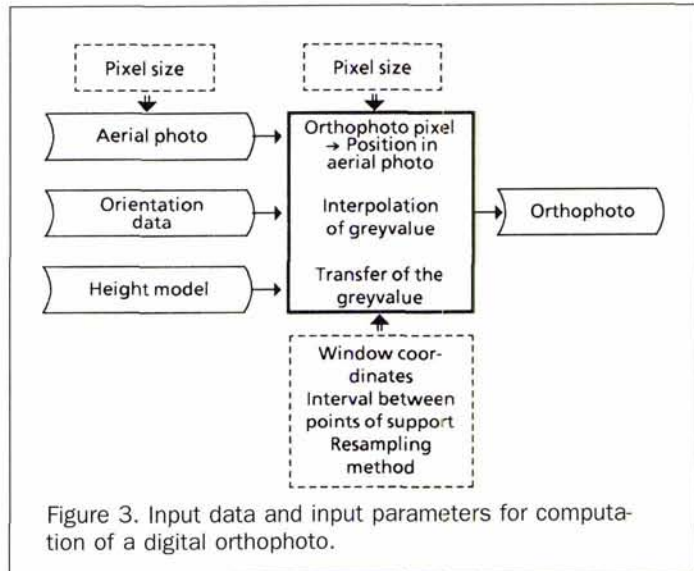 Pixel size
Pixel size
Aerial photo
Orthophoto pixel
→ Position in
aerial photo
Orientation
data
Interpolation
of greyvalue
Orthophoto
Height model
Transfer of the
greyvalue
Window coor-
dinates
Interval between
points of support
Resampling
method
Figure 3. Input data and input parameters for computa-
tion of a digital orthophoto.